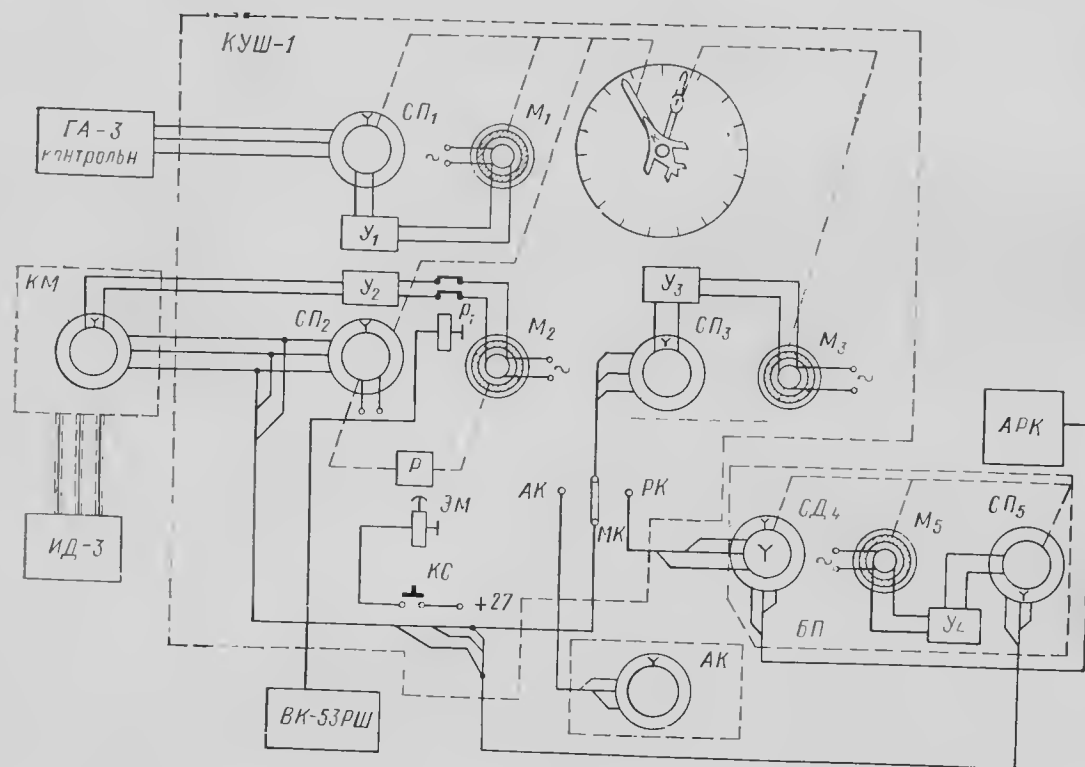 КУШ-1
ГА-3
контрольн
СП₁
М₁
~
У₁
КМ
У₂
СП₂
Р₁
М₂
~
У₃
СП₃
М₃
~
АРК
Р
ЭМ
АК
РК
МК
СД₄
М₅
СП₅
~
ИД-3
КС
+27
БП
У₄
АК
ВК-53РШ